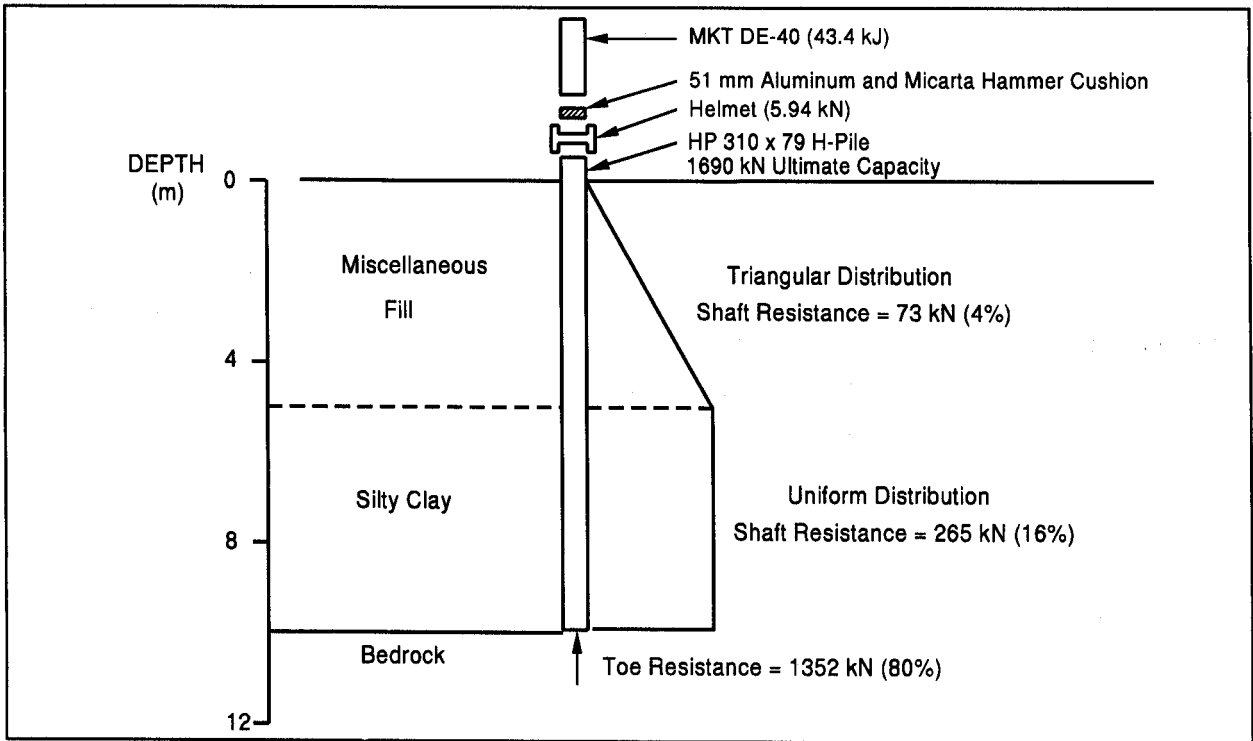 MKT DE-40 (43.4 kJ)
51 mm Aluminum and Micarta Hammer Cushion
Helmet (5.94 kN)
HP 310 x 79 H-Pile
1690 kN Ultimate Capacity
DEPTH
(m)
0
Miscellaneous
Fill
Triangular Distribution
Shaft Resistance = 73 kN (4%)
4
Silty Clay
Uniform Distribution
Shaft Resistance = 265 kN (16%)
8
Bedrock
Toe Resistance = 1352 kN (80%)
12